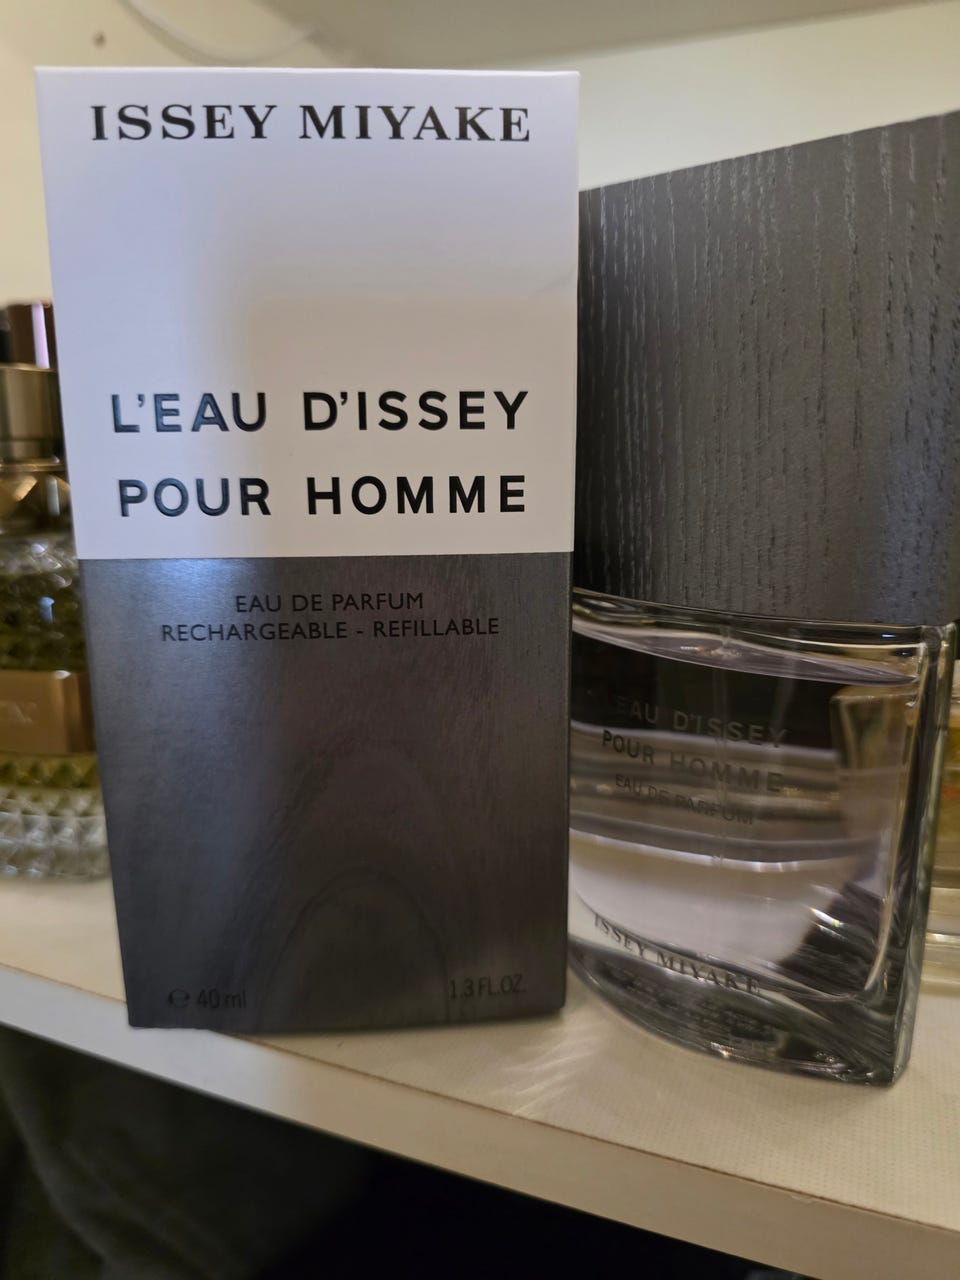 ISSEY MIYAKE
L'EAU D'ISSEY
POUR HOMME
EAU DE PARFUM
RECHARGEABLE - REFILLABLE
e 40 ml
1.3 FL.OZ.
L'EAU D'ISSEY
POUR HOMME
EAU DE PARFUM
ISSEY MIYAKE